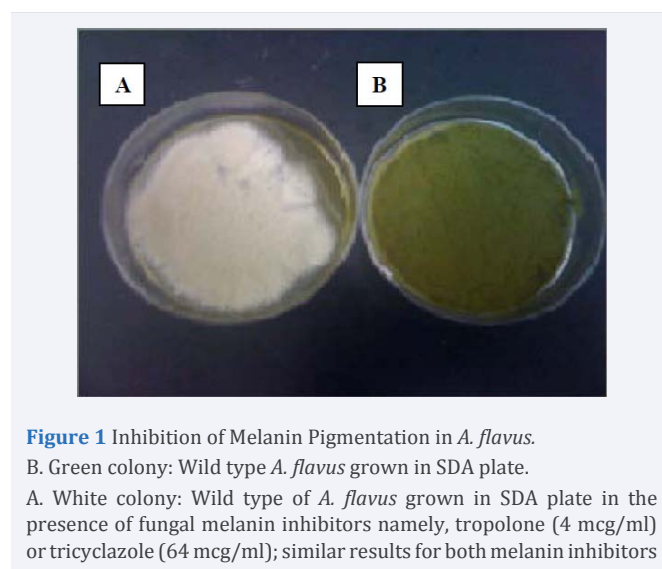 A B
Figure 1 Inhibition of Melanin Pigmentation in A. flavus.
B. Green colony: Wild type A. flavus grown in SDA plate.
A. White colony: Wild type of A. flavus grown in SDA plate in the
presence of fungal melanin inhibitors namely, tropolone (4 mcg/ml)
or tricyclazole (64 mcg/ml); similar results for both melanin inhibitors